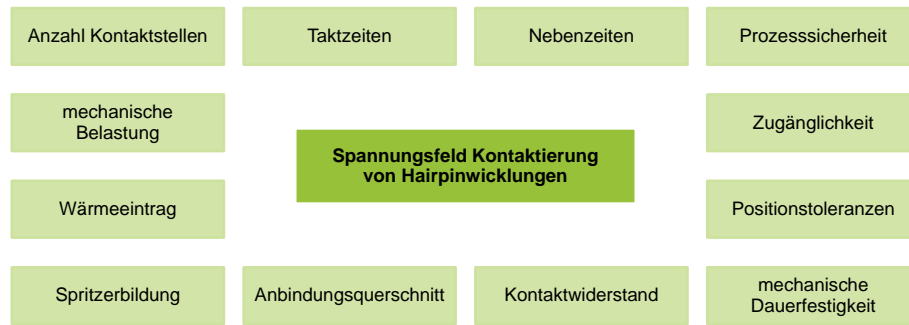 Anzahl Kontaktstellen
Taktzeiten
Nebenzeiten
Prozesssicherheit
mechanische
Belastung
Zugänglichkeit
Spannungsfeld Kontaktierung
von Hairpinwicklungen
Wärmeeintrag
Positionstoleranzen
Spritzerbildung
Anbindungsquerschnitt
Kontaktwiderstand
mechanische
Dauerfestigkeit